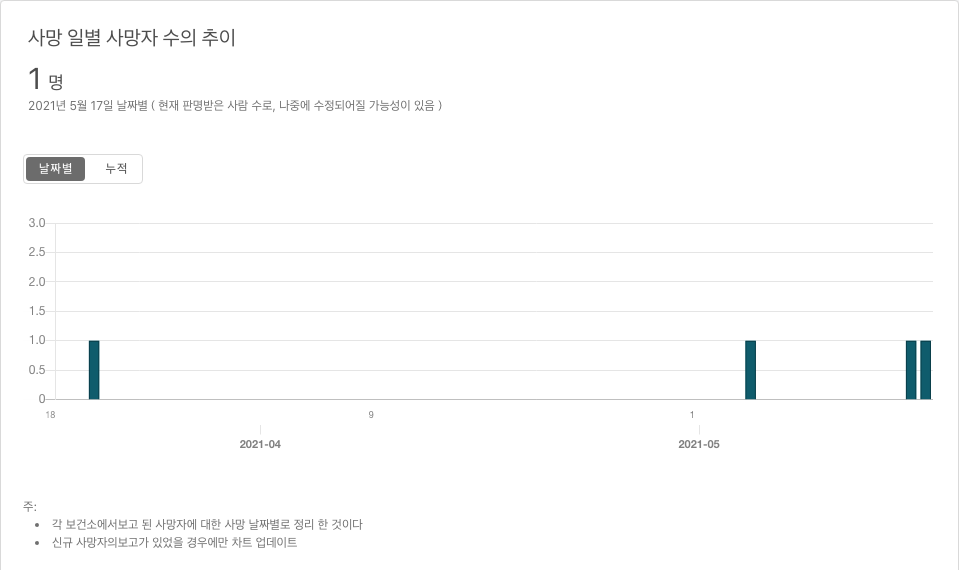 사망 일별 사망자 수의 추이
1 명
2021년 5월 17일 날짜별 ( 현재 판명받은 사람 수로, 나중에 수정되어질 가능성이 있음 )
날짜별 누적
3.0
2.5
2.0
1.5
1.0
0.5
0
18 9 1
2021-04 2021-05
주:
• 각 보건소에서보고 된 사망자에 대한 사망 날짜별로 정리 한 것이다
• 신규 사망자의보고가 있었을 경우에만 차트 업데이트